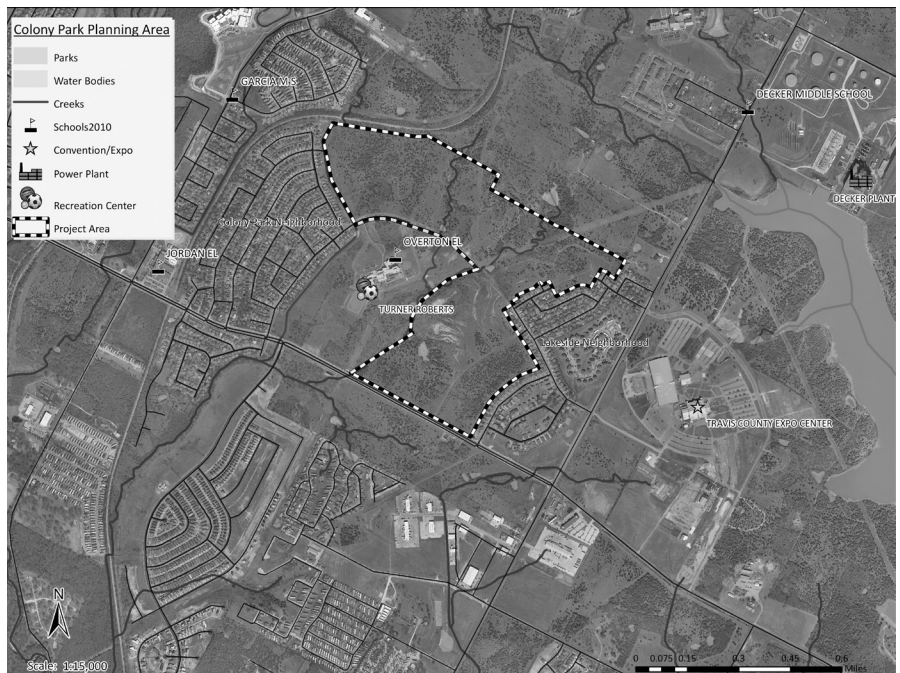 Colony Park Planning Area
Parks
Water Bodies
Creeks
Schools2010
Convention/Expo
Power Plant
Recreation Center
Project Area
GARCIA M.S
DECKER MIDDLE SCHOOL
DECKER PLANT
Colony Park Neighborhood
OVERTON EL
JORDAN EL
TURNER ROBERTS
Lakeside Neighborhood
TRAVIS COUNTY EXPO CENTER
N
Scale: 1:15,000
0 0.075 0.15 0.3 0.45 0.6
Miles